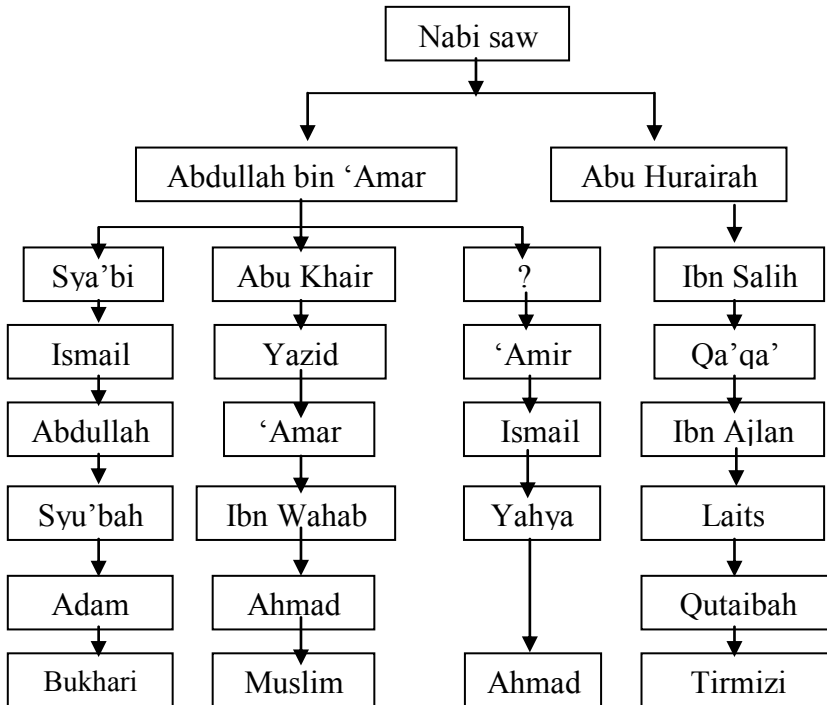 Nabi saw
Abdullah bin ‘Amar
Abu Hurairah
Sya’bi
Abu Khair
?
Ibn Salih
Ismail
Yazid
‘Amir
Qa’qa’
Abdullah
‘Amar
Ismail
Ibn Ajlan
Syu’bah
Ibn Wahab
Yahya
Laits
Adam
Ahmad
Qutaibah
Bukhari
Muslim
Ahmad
Tirmizi